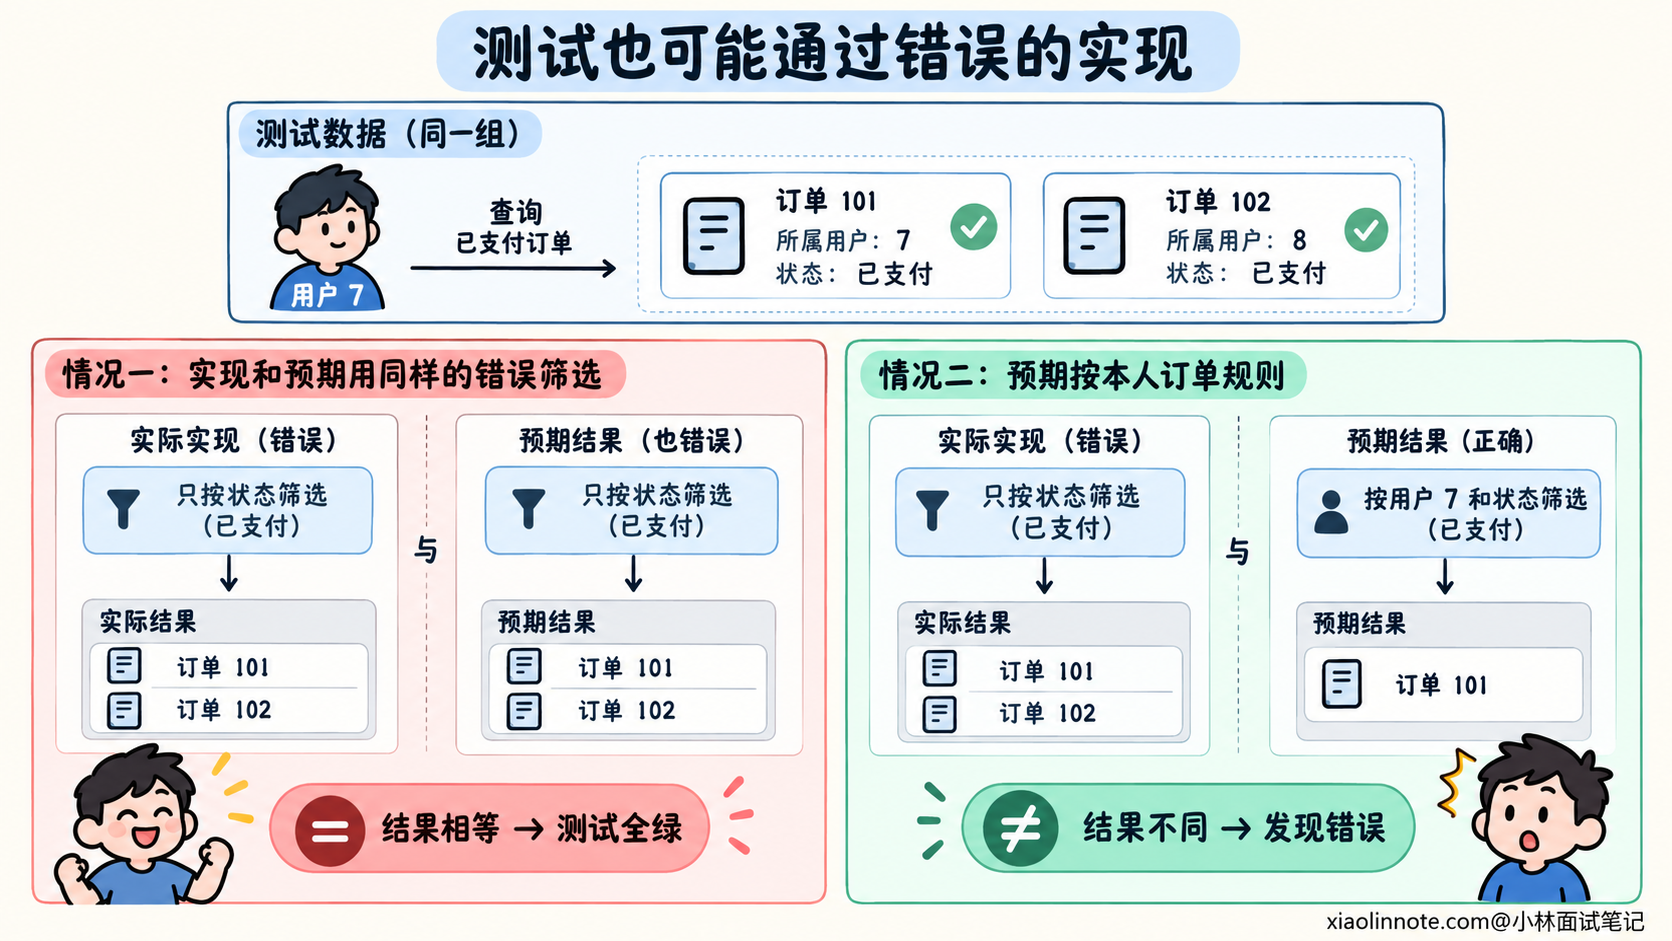 测试也可能通过错误的实现
测试数据（同一组）
用户 7
查询
已支付订单
订单 101
所属用户： 7
状态： 已支付
订单 102
所属用户： 8
状态： 已支付
情况一：实现和预期用同样的错误筛选
实际实现（错误）
只按状态筛选
（已支付）
实际结果
订单 101
订单 102
与
预期结果（也错误）
只按状态筛选
（已支付）
预期结果
订单 101
订单 102
= 结果相等 → 测试全绿
情况二：预期按本人订单规则
实际实现（错误）
只按状态筛选
（已支付）
实际结果
订单 101
订单 102
与
预期结果（正确）
按用户 7 和状态筛选
（已支付）
预期结果
订单 101
≠ 结果不同 → 发现错误
xiaolinnote.com@小林面试笔记